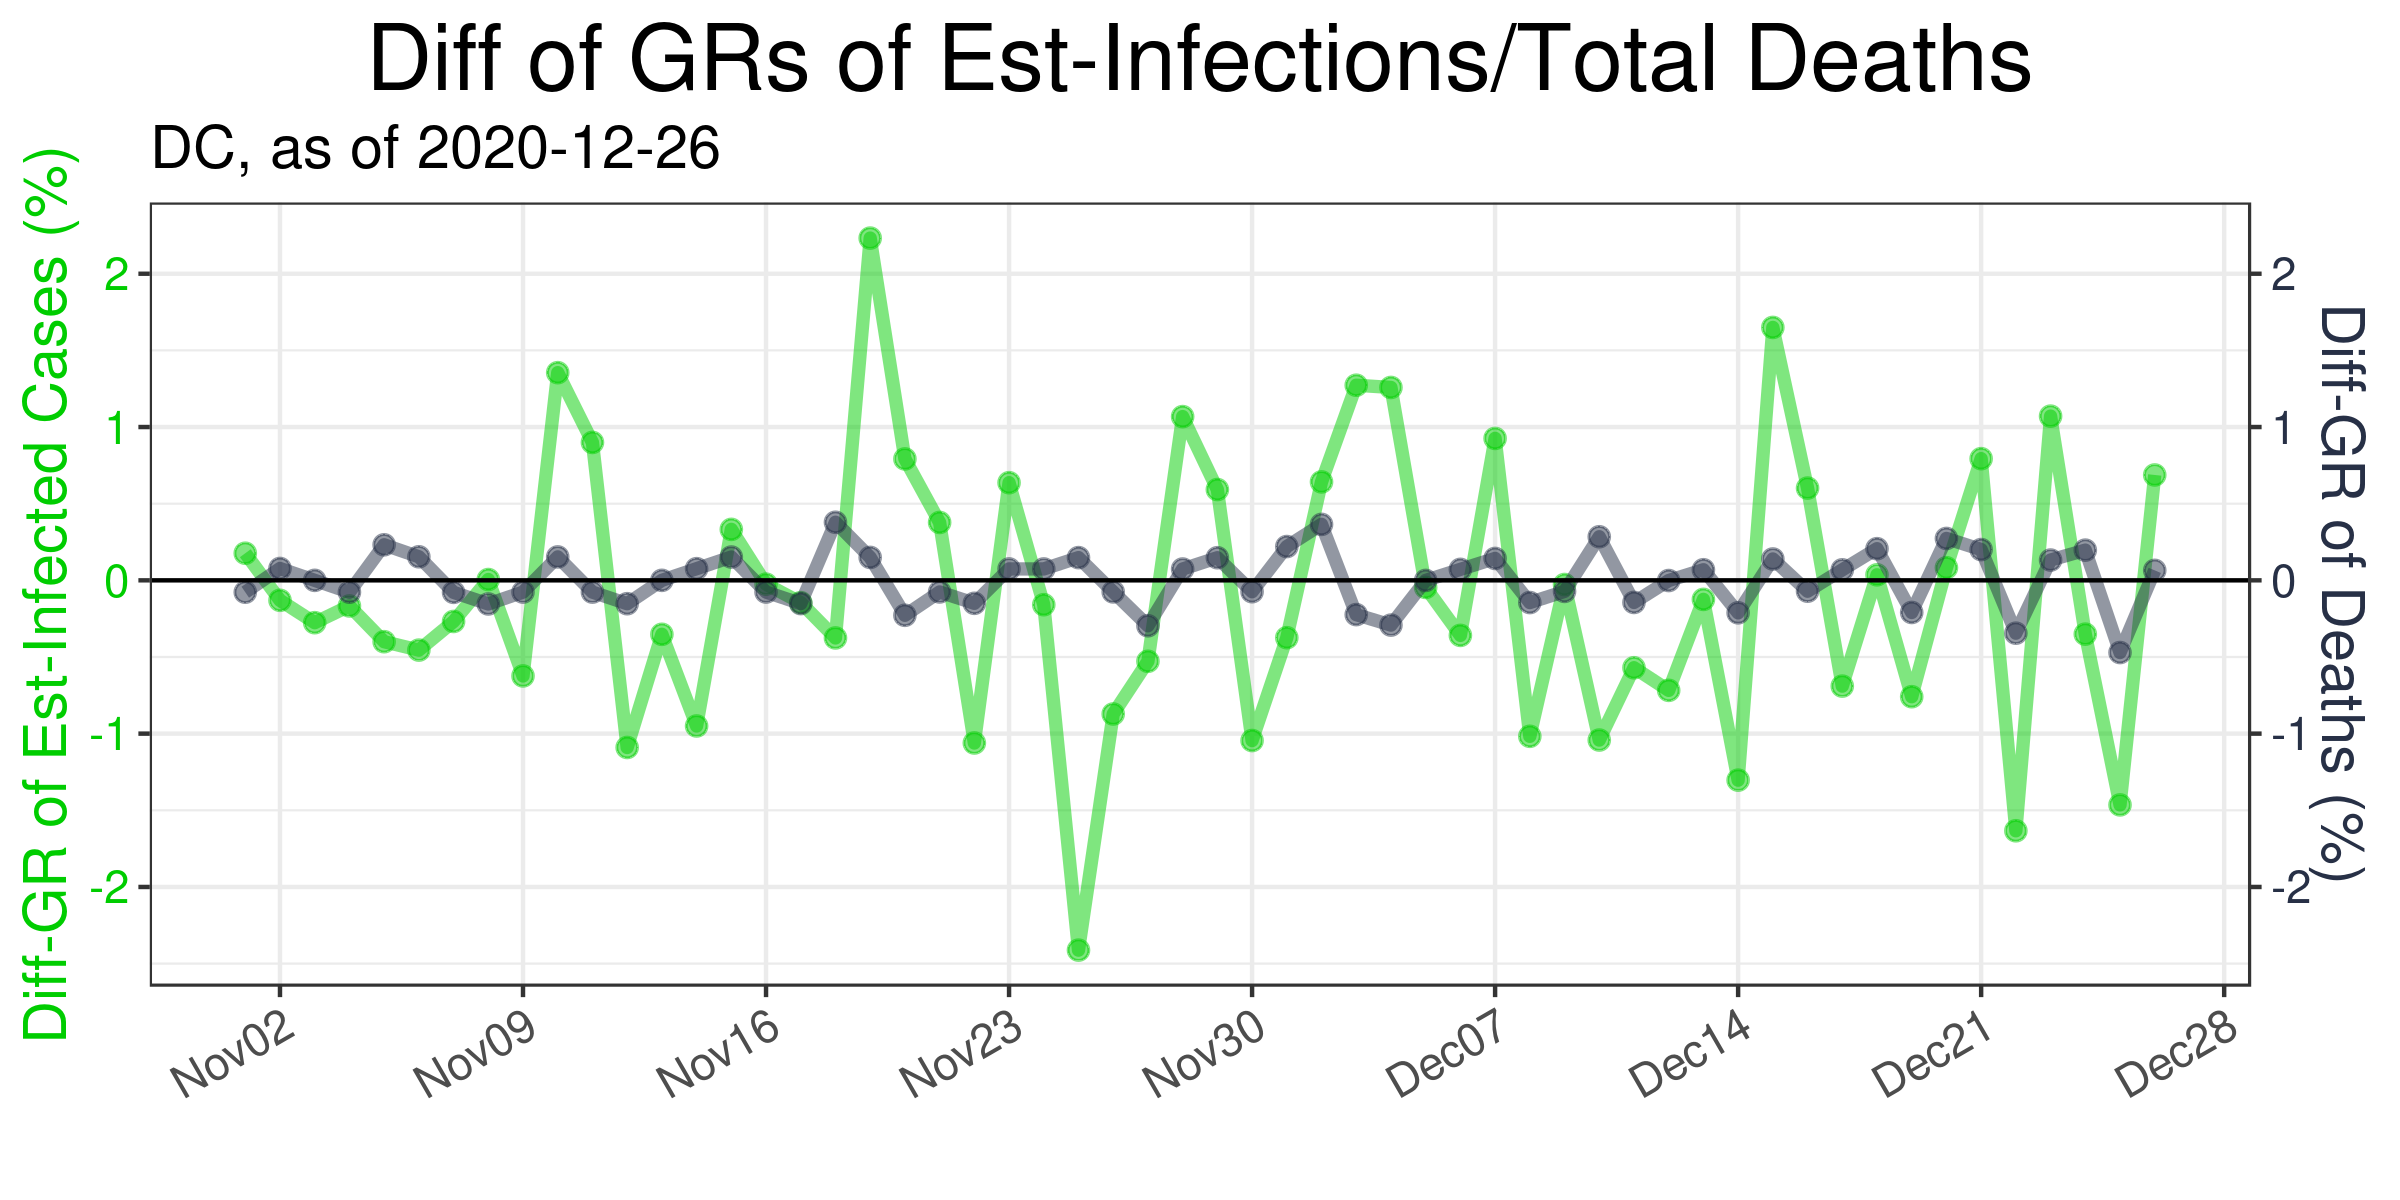 Diff of GRs of Est-Infections/Total Deaths
DC, as of 2020-12-26
Diff-GR of Est-Infected Cases (%)
2
1
0
-1
-2
2
1
0
-1
-2
Diff-GR of Deaths (%)
Nov02
Nov09
Nov16
Nov23
Nov30
Dec07
Dec14
Dec21
Dec28